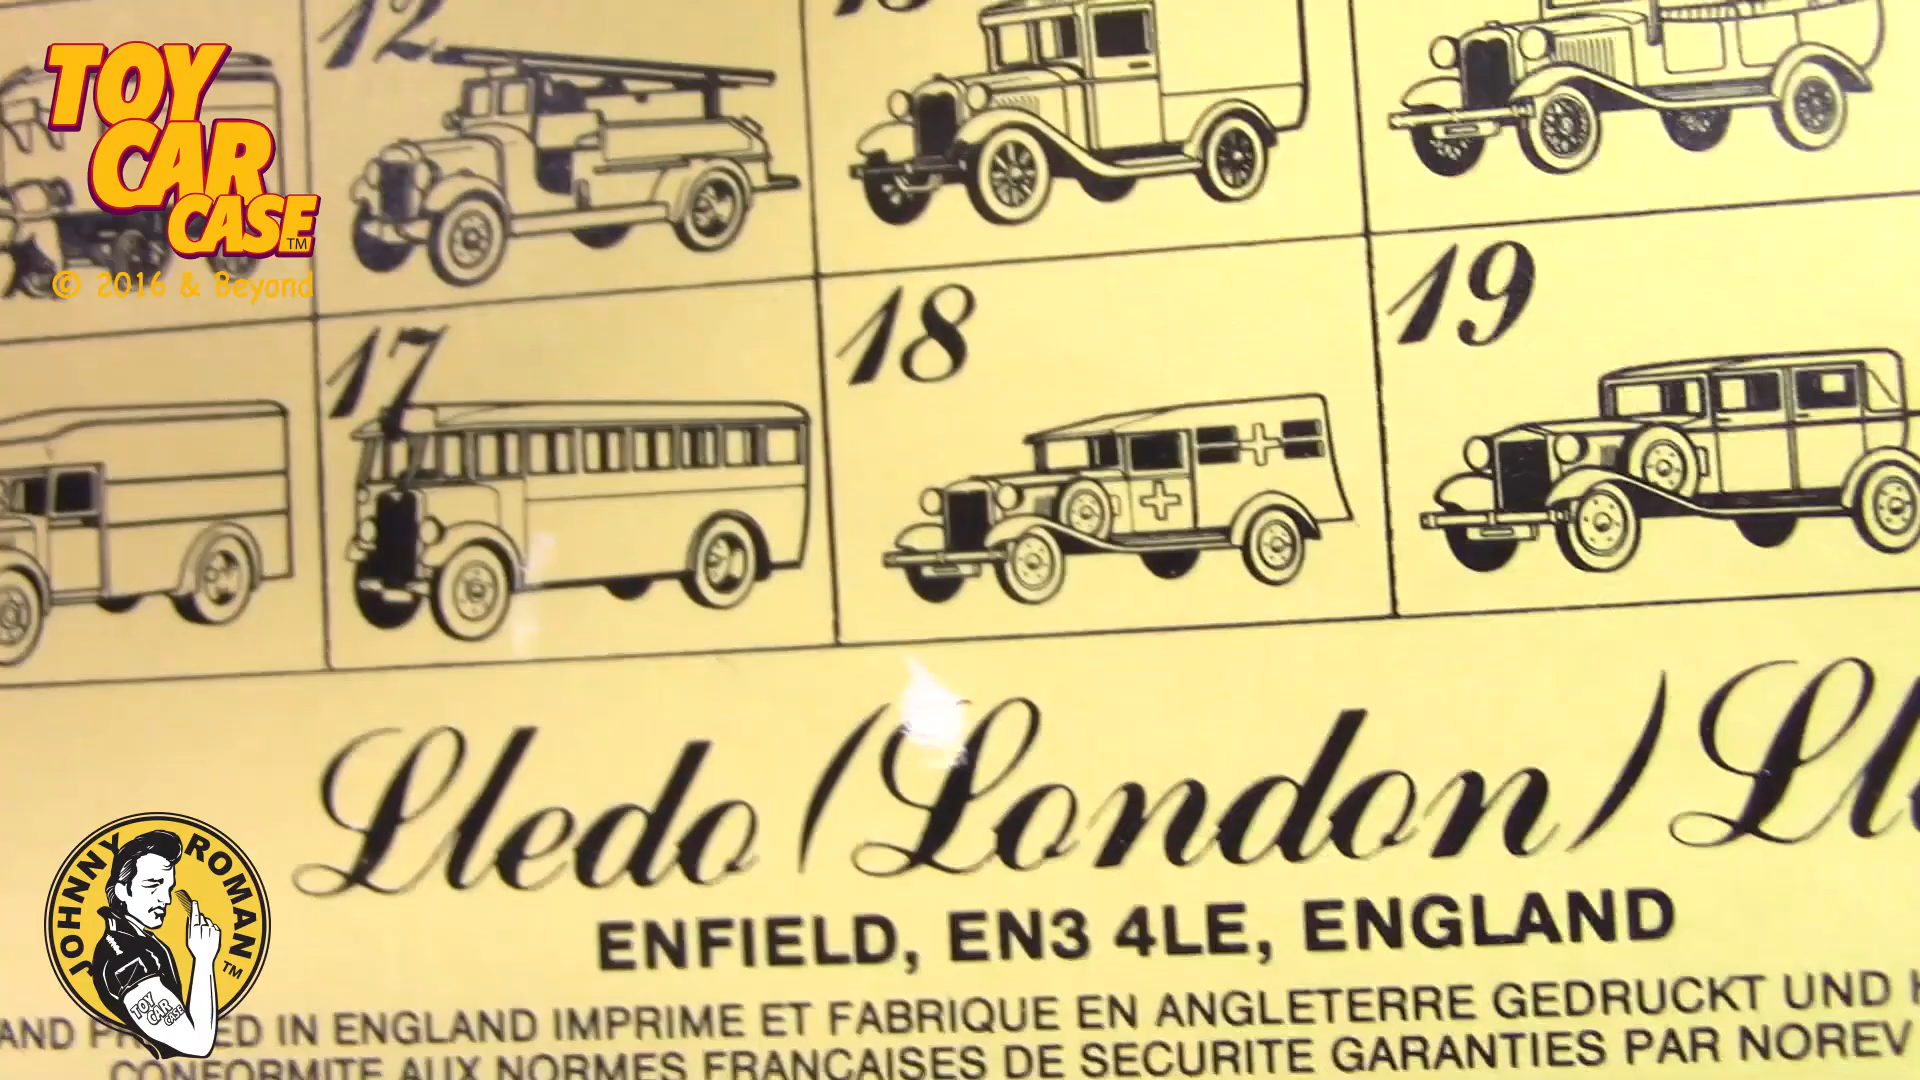 TOY
CAR
CASE
TM
© 2016 & Beyond
12
17
18
19
Lledo (London)
ENFIELD, EN3 4LE, ENGLAND
AND IN ENGLAND IMPRIME ET FABRIQUE EN ANGLETERRE GEDRUCKT UND
CONFORMITE AUX NORMES FRANCAISES DE SECURITE GARANTIES PAR NOREV
JOHNNY ROMAN
TM
TOY
CAR
CASE